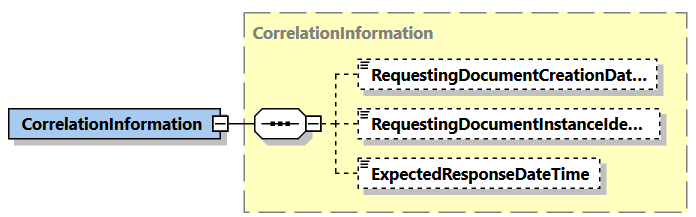 CorrelationInformation
CorrelationInformation
RequestingDocumentCreationDat...
RequestingDocumentInstanceIde...
ExpectedResponseDateTime